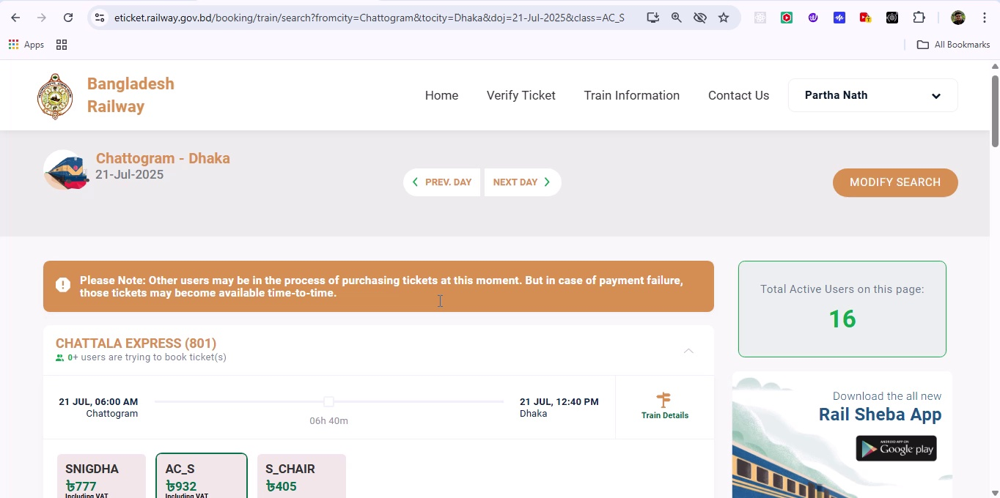 eticket.railway.gov.bd/booking/train/search?fromcity=Chattogram&tocity=Dhaka&doj=21-Jul-2025&class=AC_S
Apps
All Bookmarks
Bangladesh
Railway
Home
Verify Ticket
Train Information
Contact Us
Partha Nath
Chattogram - Dhaka
21-Jul-2025
PREV. DAY
NEXT DAY
MODIFY SEARCH
Please Note: Other users may be in the process of purchasing tickets at this moment. But in case of payment failure,
those tickets may become available time-to-time.
Total Active Users on this page:
16
CHATTALA EXPRESS (801)
0+ users are trying to book ticket(s)
21 JUL, 06:00 AM
Chattogram
06h 40m
21 JUL, 12:40 PM
Dhaka
Train Details
Download the all new
Rail Sheba App
ANDROID APP ON
Google play
SNIGDHA
৳777
Including VAT
AC_S
৳932
Including VAT
S_CHAIR
৳405